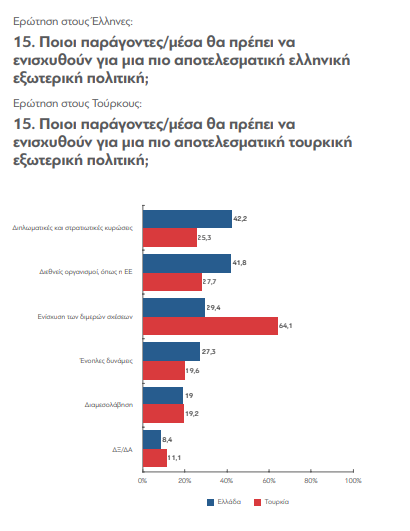 Ερώτηση στους Έλληνες:
15. Ποιοι παράγοντες/μέσα θα πρέπει να
ενισχυθούν για μια πιο αποτελεσματική ελληνική
εξωτερική πολιτική;
Ερώτηση στους Τούρκους:
15. Ποιοι παράγοντες/μέσα θα πρέπει να
ενισχυθούν για μια πιο αποτελεσματική τουρκική
εξωτερική πολιτική;
Διπλωματικές και στρατιωτικές κυρώσεις
42,2
25,3
Διεθνείς οργανισμοί, όπως η ΕΕ
41,8
27,7
Ενίσχυση των διμερών σχέσεων
29,4
64,1
Ένοπλες δυνάμεις
27,3
19,6
Διαμεσολάβηση
19
19,2
ΔΞ/ΔΑ
8,4
11,1
0% 20% 40% 60% 80% 100%
Ελλάδα Τουρκία